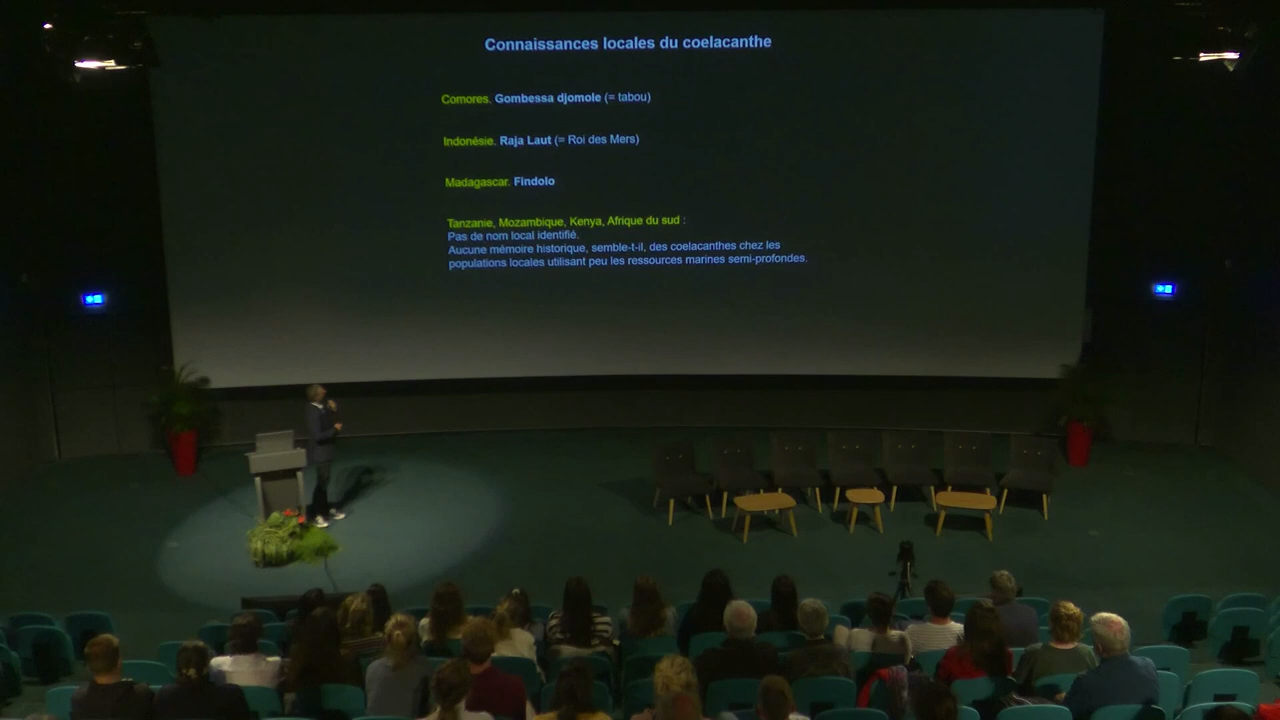 Connaissances locales du coelacanthe
Comores. Gombessa djomole (= tabou)
Indonésie. Raja Laut (= Roi des Mers)
Madagascar. Findolo
Tanzanie, Mozambique, Kenya, Afrique du sud :
Pas de nom local identifié.
Aucune mémoire historique, semble-t-il, des coelacanthes chez les
populations locales utilisant peu les ressources marines semi-profondes.